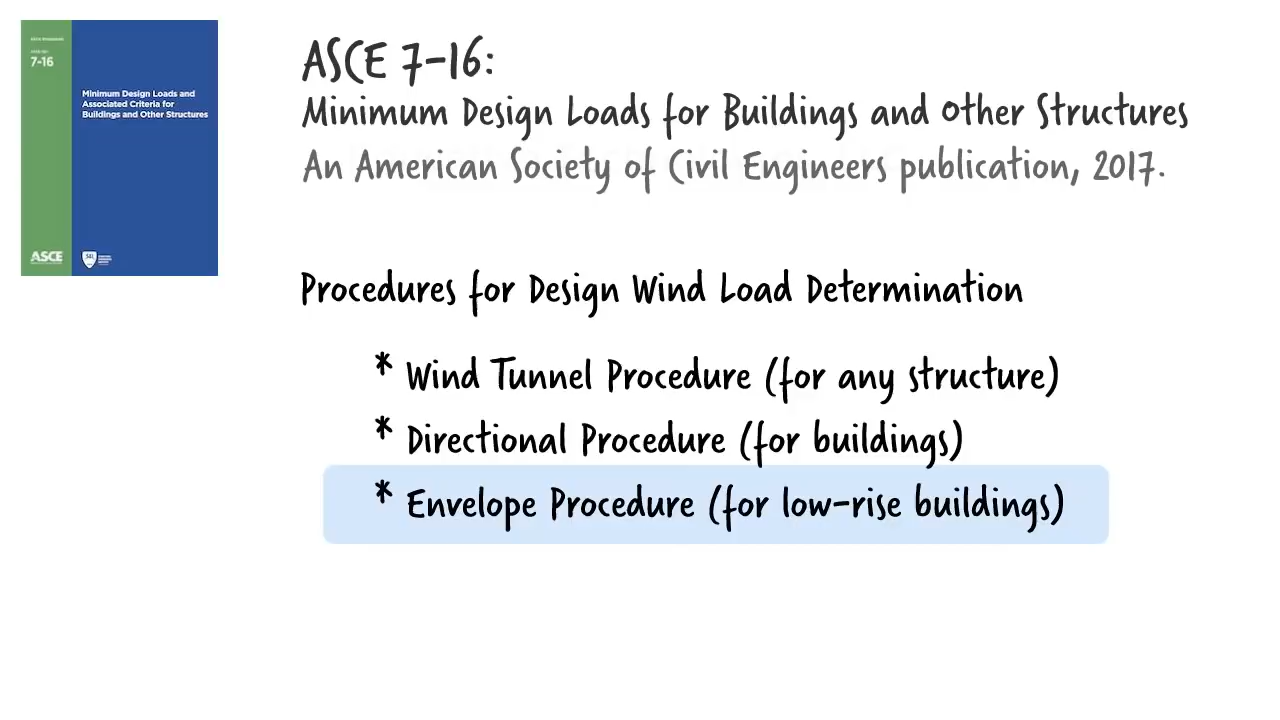 7-16
Minimum Design Loads and
Associated Criteria for
Buildings and Other Structures
ASCE
SEI
ASCE 7-16:
Minimum Design Loads for Buildings and Other Structures
An American Society of Civil Engineers publication, 2017.
Procedures for Design Wind Load Determination
* Wind Tunnel Procedure (for any structure)
* Directional Procedure (for buildings)
* Envelope Procedure (for low-rise buildings)